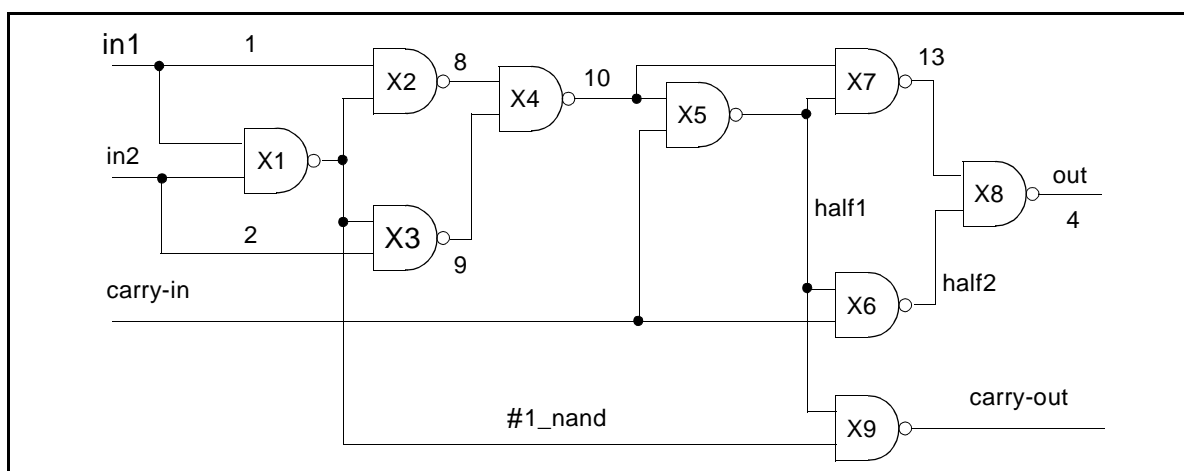 in1
1
X2
8
X4
10
X7
13
X5
in2
X1
X8
out
4
half1
2
X3
9
carry-in
X6
half2
#1_nand
X9
carry-out